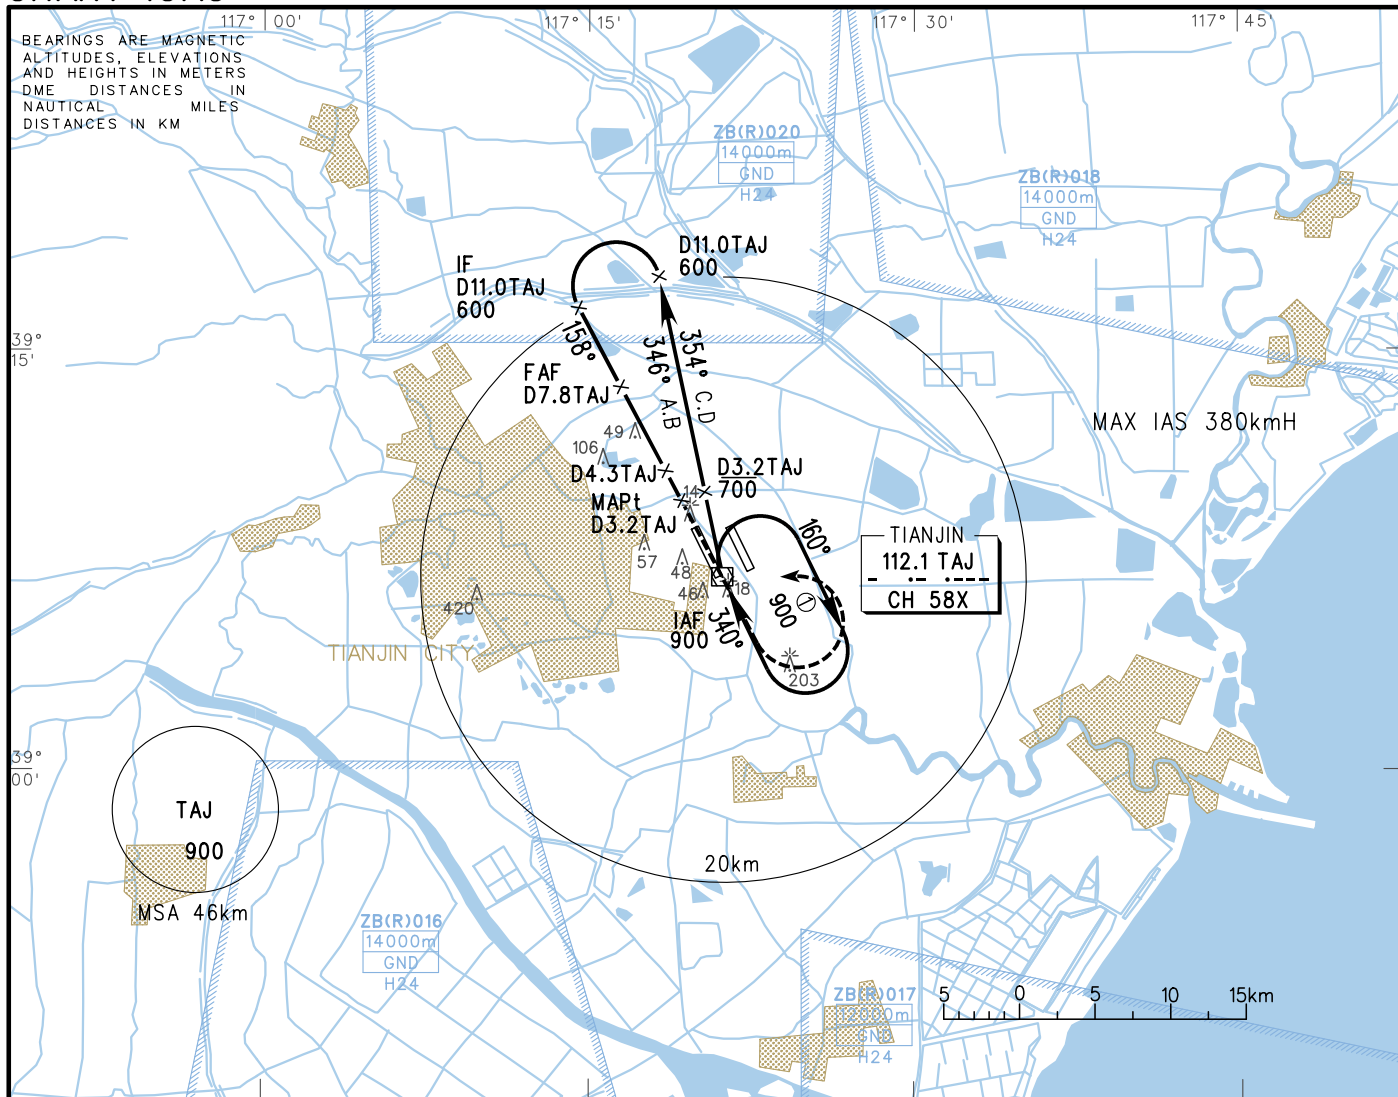 117° 00'
117° 15'
117° 30'
117° 45'
BEARINGS ARE MAGNETIC
ALTITUDES, ELEVATIONS
AND HEIGHTS IN METERS
DME DISTANCES IN
NAUTICAL MILES
DISTANCES IN KM
ZB(R)020
14000m
GND
H24
ZB(R)018
14000m
GND
H24
IF
D11.0TAJ
600
D11.0TAJ
600
39°
15'
158°
354° C.D
346° A.B
FAF
D7.8TAJ
MAX IAS 380kmH
49
106
D4.3TAJ
D3.2TAJ
700
14
MAPt
D3.2TAJ
160°
TIANJIN
112.1 TAJ
CH 58X
57
48
46
18
420
900
1
IAF
900
340°
TIANJIN CITY
203
39°
00'
TAJ
900
MSA 46km
20km
ZB(R)016
14000m
GND
H24
ZB(R)017
12000m
GND
H24
5 0 5 10 15km